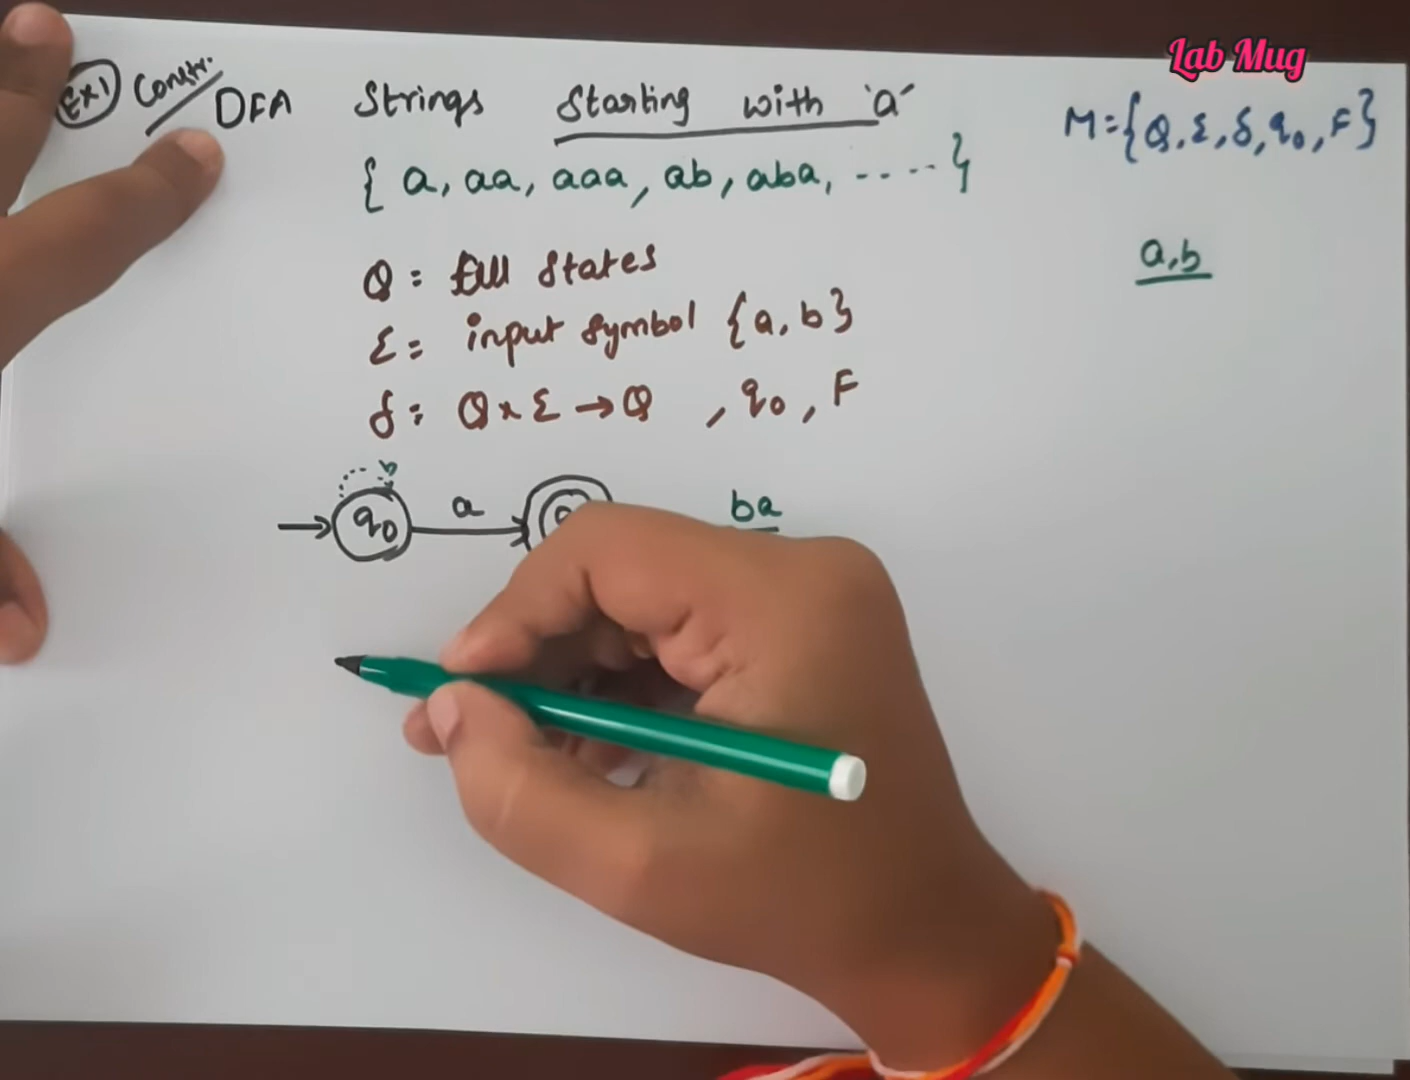 Lab Mug
Ex1 Constr. DFA Strings Starting with 'a'
M={Q,Σ,δ,q0,F}
{ a, aa, aaa, ab, aba, ..... }
a,b
Q = All States
Σ = input symbol {a, b}
δ = Q x Σ → Q , q0, F
b
→ q0 a
ba